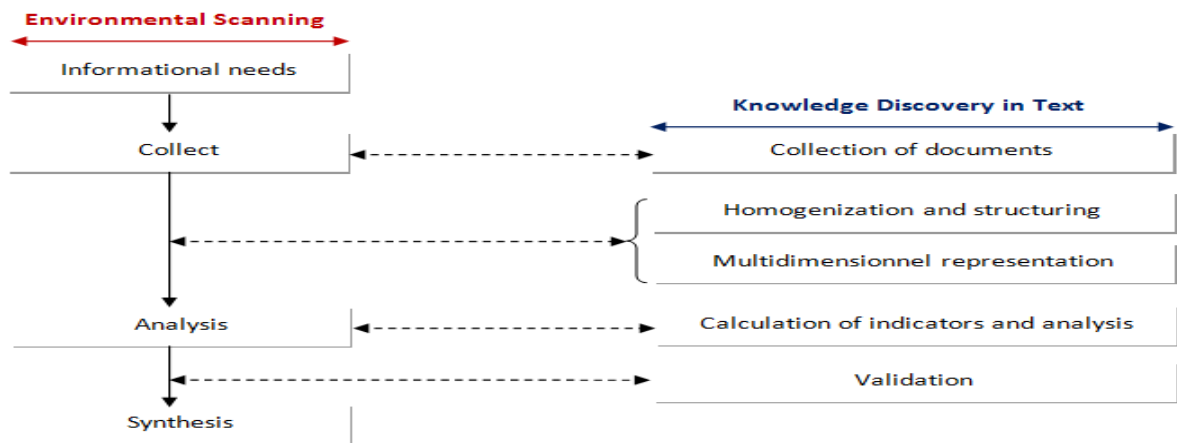 Environmental Scanning
Informational needs
Knowledge Discovery in Text
Collect
Collection of documents
Homogenization and structuring
Multidimensionnel representation
Analysis
Calculation of indicators and analysis
Validation
Synthesis